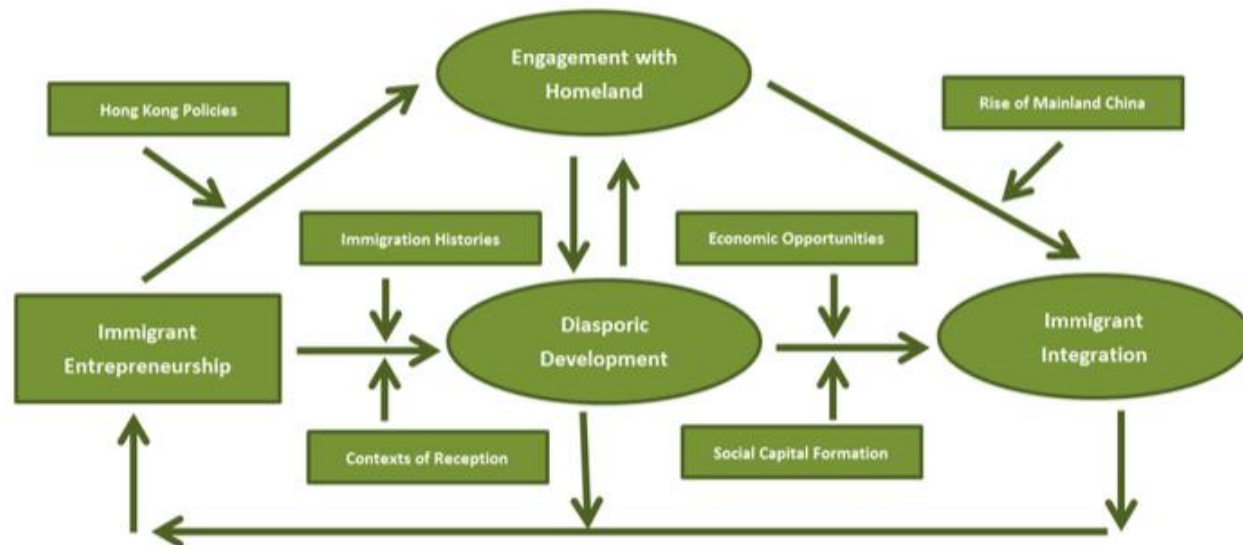 Engagement with
Homeland
Hong Kong Policies
Rise of Mainland China
Immigration Histories
Economic Opportunities
Immigrant
Entrepreneurship
Diasporic
Development
Immigrant
Integration
Contexts of Reception
Social Capital Formation